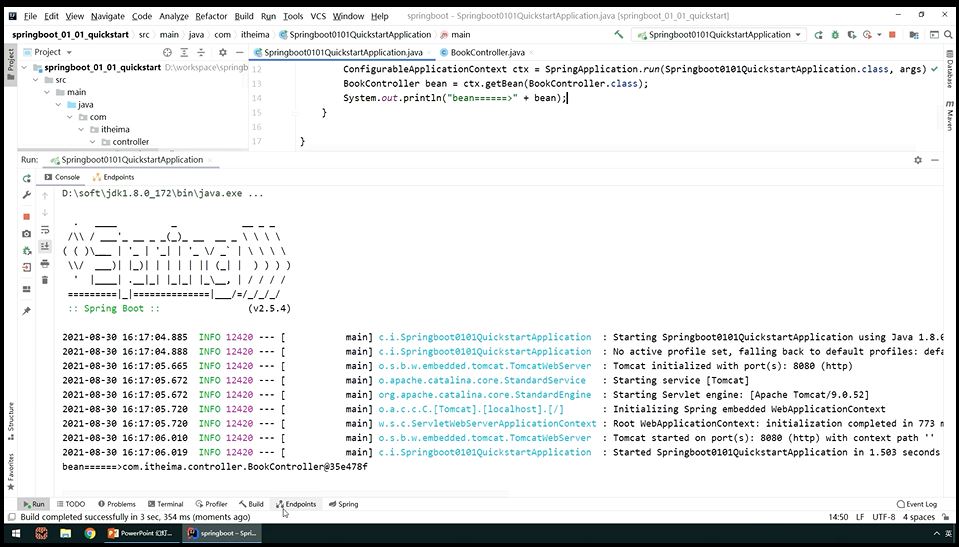 File Edit View Navigate Code Analyze Refactor Build Run Tools VCS Window Help springboot – Springboot0101QuickstartApplication.java [springboot_01_01_quickstart]
springboot_01_01_quickstart src main java com itheima Springboot0101QuickstartApplication main Springboot0101QuickstartApplication
Project Springboot0101QuickstartApplication.java BookController.java
springboot_01_01_quickstart D:\workspace\springb
src
main
java
com
itheima
controller
12 ConfigurableApplicationContext ctx = SpringApplication.run(Springboot0101QuickstartApplication.class, args)
13 BookController bean = ctx.getBean(BookController.class);
14 System.out.println("bean======>" + bean);
15 }
16
17 }
Project
Database
Maven
Run: Springboot0101QuickstartApplication
Console Endpoints
D:\soft\jdk1.8.0_172\bin\java.exe ...
  .   ____          _            __ _ _
 /\\ / ___'_ __ _ _(_)_ __  __ _ \ \ \ \
( ( )\___ | '_ | '_| | '_ \/ _` | \ \ \ \
 \\/  ___)| |_)| | | | | || (_| |  ) ) ) )
  '  |____| .__|_| |_|_| |_\__, | / / / /
 =========|_|==============|___/=/_/_/_/
:: Spring Boot :: (v2.5.4)
2021-08-30 16:17:04.885 INFO 12420 --- [ main] c.i.Springboot0101QuickstartApplication : Starting Springboot0101QuickstartApplication using Java 1.8.0
2021-08-30 16:17:04.888 INFO 12420 --- [ main] c.i.Springboot0101QuickstartApplication : No active profile set, falling back to default profiles: defa
2021-08-30 16:17:05.665 INFO 12420 --- [ main] o.s.b.w.embedded.tomcat.TomcatWebServer : Tomcat initialized with port(s): 8080 (http)
2021-08-30 16:17:05.672 INFO 12420 --- [ main] o.apache.catalina.core.StandardService : Starting service [Tomcat]
2021-08-30 16:17:05.672 INFO 12420 --- [ main] org.apache.catalina.core.StandardEngine : Starting Servlet engine: [Apache Tomcat/9.0.52]
2021-08-30 16:17:05.720 INFO 12420 --- [ main] o.a.c.c.C.[Tomcat].[localhost].[/] : Initializing Spring embedded WebApplicationContext
2021-08-30 16:17:05.720 INFO 12420 --- [ main] w.s.c.ServletWebServerApplicationContext : Root WebApplicationContext: initialization completed in 773 m
2021-08-30 16:17:06.010 INFO 12420 --- [ main] o.s.b.w.embedded.tomcat.TomcatWebServer : Tomcat started on port(s): 8080 (http) with context path ''
2021-08-30 16:17:06.019 INFO 12420 --- [ main] c.i.Springboot0101QuickstartApplication : Started Springboot0101QuickstartApplication in 1.503 seconds
bean======>com.itheima.controller.BookController@35e478f
Structure
Favorites
Run TODO Problems Terminal Profiler Build Endpoints Spring Event Log
Build completed successfully in 3 sec, 354 ms (moments ago) 14:50 LF UTF-8 4 spaces
PowerPoint 幻灯... springboot – Spri... 英